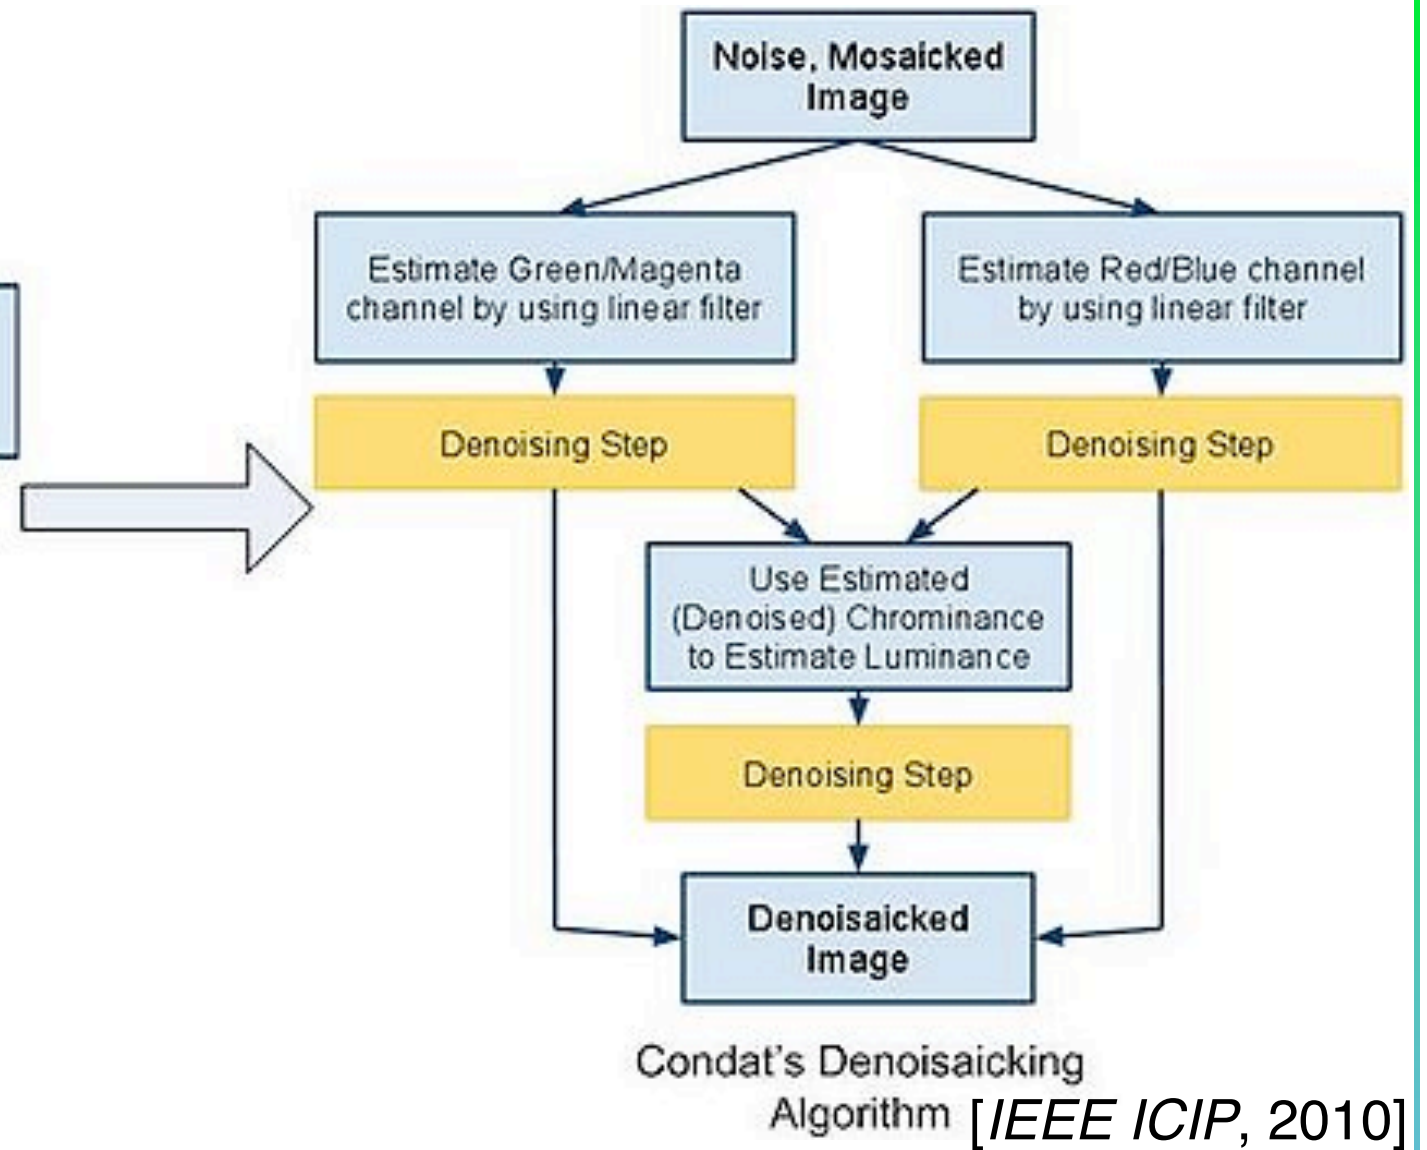 Noise, Mosaicked
Image
Estimate Green/Magenta
channel by using linear filter
Estimate Red/Blue channel
by using linear filter
Denoising Step
Denoising Step
Use Estimated
(Denoised) Chrominance
to Estimate Luminance
Denoising Step
Denoisaicked
Image
Condat's Denoisaicking
Algorithm [IEEE ICIP, 2010]